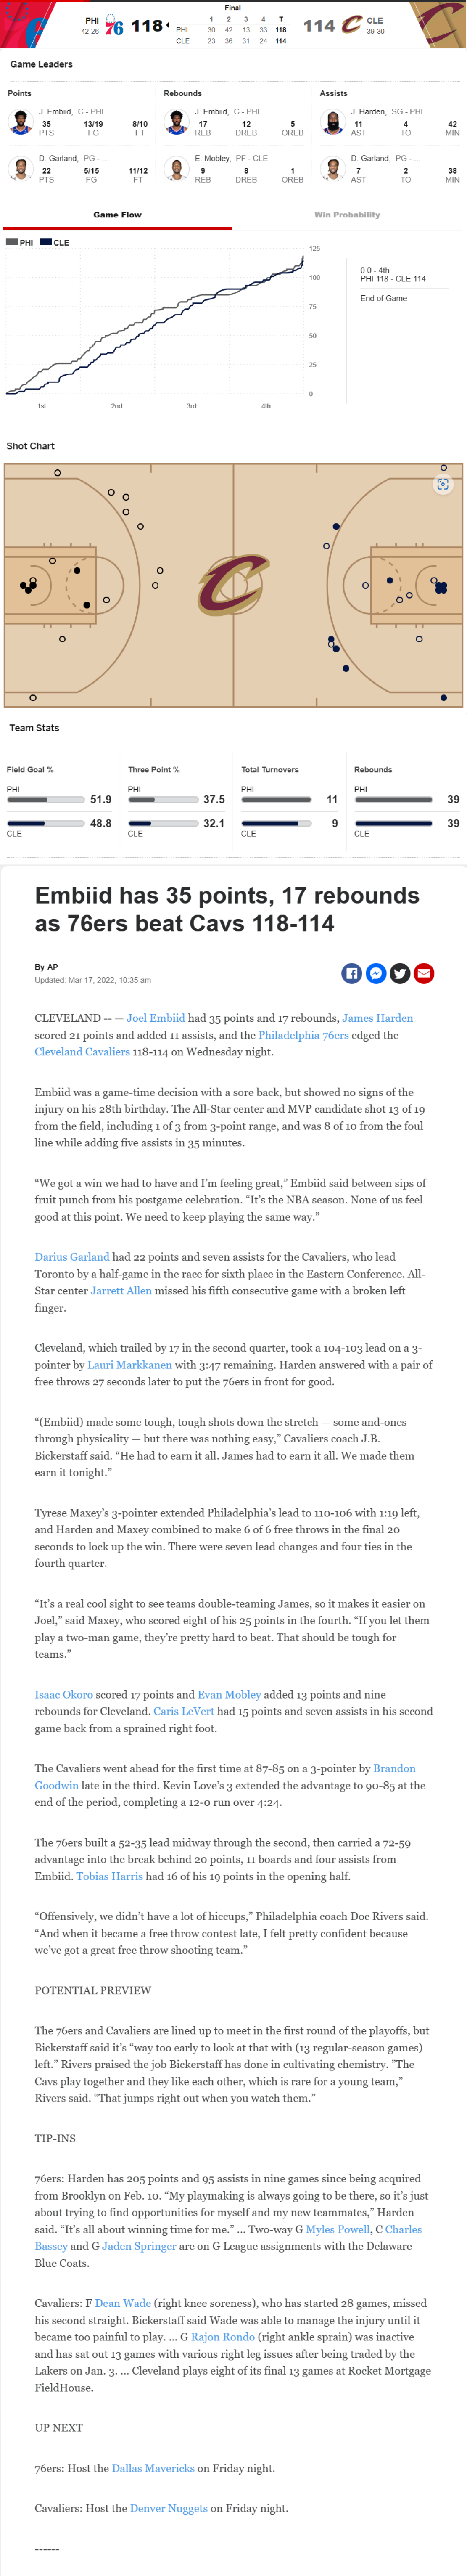 Final
PHI
42-26
76
118
1 2 3 4 T
PHI 30 42 13 33 118
CLE 23 36 31 24 114
114
CLE
39-30
Game Leaders
Points
J. Embiid, C - PHI
35 13/19 8/10
PTS FG FT
D. Garland, PG - ...
22 5/15 11/12
PTS FG FT
Rebounds
J. Embiid, C - PHI
17 12 5
REB DREB OREB
E. Mobley, PF - CLE
9 8 1
REB DREB OREB
Assists
J. Harden, SG - PHI
11 4 42
AST TO MIN
D. Garland, PG - ...
7 2 38
AST TO MIN
Game Flow
Win Probability
PHI CLE
125
100
75
50
25
0
1st 2nd 3rd 4th
0.0 - 4th
PHI 118 - CLE 114
End of Game
Shot Chart
Team Stats
Field Goal %
PHI
51.9
48.8
CLE
Three Point %
PHI
37.5
32.1
CLE
Total Turnovers
PHI
11
9
CLE
Rebounds
PHI
39
39
CLE
Embiid has 35 points, 17 rebounds
as 76ers beat Cavs 118-114
By AP
Updated: Mar 17, 2022, 10:35 am
CLEVELAND -- — Joel Embiid had 35 points and 17 rebounds, James Harden
scored 21 points and added 11 assists, and the Philadelphia 76ers edged the
Cleveland Cavaliers 118-114 on Wednesday night.
Embiid was a game-time decision with a sore back, but showed no signs of the
injury on his 28th birthday. The All-Star center and MVP candidate shot 13 of 19
from the field, including 1 of 3 from 3-point range, and was 8 of 10 from the foul
line while adding five assists in 35 minutes.
“We got a win we had to have and I’m feeling great,” Embiid said between sips of
fruit punch from his postgame celebration. “It’s the NBA season. None of us feel
good at this point. We need to keep playing the same way.”
Darius Garland had 22 points and seven assists for the Cavaliers, who lead
Toronto by a half-game in the race for sixth place in the Eastern Conference. All-
Star center Jarrett Allen missed his fifth consecutive game with a broken left
finger.
Cleveland, which trailed by 17 in the second quarter, took a 104-103 lead on a 3-
pointer by Lauri Markkanen with 3:47 remaining. Harden answered with a pair of
free throws 27 seconds later to put the 76ers in front for good.
“(Embiid) made some tough, tough shots down the stretch — some and-ones
through physicality — but there was nothing easy,” Cavaliers coach J.B.
Bickerstaff said. “He had to earn it all. James had to earn it all. We made them
earn it tonight.”
Tyrese Maxey’s 3-pointer extended Philadelphia’s lead to 110-106 with 1:19 left,
and Harden and Maxey combined to make 6 of 6 free throws in the final 20
seconds to lock up the win. There were seven lead changes and four ties in the
fourth quarter.
“It’s a real cool sight to see teams double-teaming James, so it makes it easier on
Joel,” said Maxey, who scored eight of his 25 points in the fourth. “If you let them
play a two-man game, they’re pretty hard to beat. That should be tough for
teams.”
Isaac Okoro scored 17 points and Evan Mobley added 13 points and nine
rebounds for Cleveland. Caris LeVert had 15 points and seven assists in his second
game back from a sprained right foot.
The Cavaliers went ahead for the first time at 87-85 on a 3-pointer by Brandon
Goodwin late in the third. Kevin Love’s 3 extended the advantage to 90-85 at the
end of the period, completing a 12-0 run over 4:24.
The 76ers built a 52-35 lead midway through the second, then carried a 72-59
advantage into the break behind 20 points, 11 boards and four assists from
Embiid. Tobias Harris had 16 of his 19 points in the opening half.
“Offensively, we didn’t have a lot of hiccups,” Philadelphia coach Doc Rivers said.
“And when it became a free throw contest late, I felt pretty confident because
we’ve got a great free throw shooting team.”
POTENTIAL PREVIEW
The 76ers and Cavaliers are lined up to meet in the first round of the playoffs, but
Bickerstaff said it’s “way too early to look at that with (13 regular-season games)
left.” Rivers praised the job Bickerstaff has done in cultivating chemistry. "The
Cavs play together and they like each other, which is rare for a young team,”
Rivers said. “That jumps right out when you watch them.”
TIP-INS
76ers: Harden has 205 points and 95 assists in nine games since being acquired
from Brooklyn on Feb. 10. “My playmaking is always going to be there, so it’s just
about trying to find opportunities for myself and my new teammates,” Harden
said. “It’s all about winning time for me.” ... Two-way G Myles Powell, C Charles
Bassey and G Jaden Springer are on G League assignments with the Delaware
Blue Coats.
Cavaliers: F Dean Wade (right knee soreness), who has started 28 games, missed
his second straight. Bickerstaff said Wade was able to manage the injury until it
became too painful to play. ... G Rajon Rondo (right ankle sprain) was inactive
and has sat out 13 games with various right leg issues after being traded by the
Lakers on Jan. 3. ... Cleveland plays eight of its final 13 games at Rocket Mortgage
FieldHouse.
UP NEXT
76ers: Host the Dallas Mavericks on Friday night.
Cavaliers: Host the Denver Nuggets on Friday night.
------